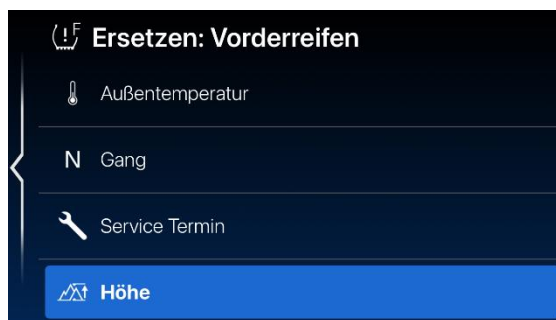 Ersetzen: Vorderreifen
Außentemperatur
N Gang
Service Termin
Höhe